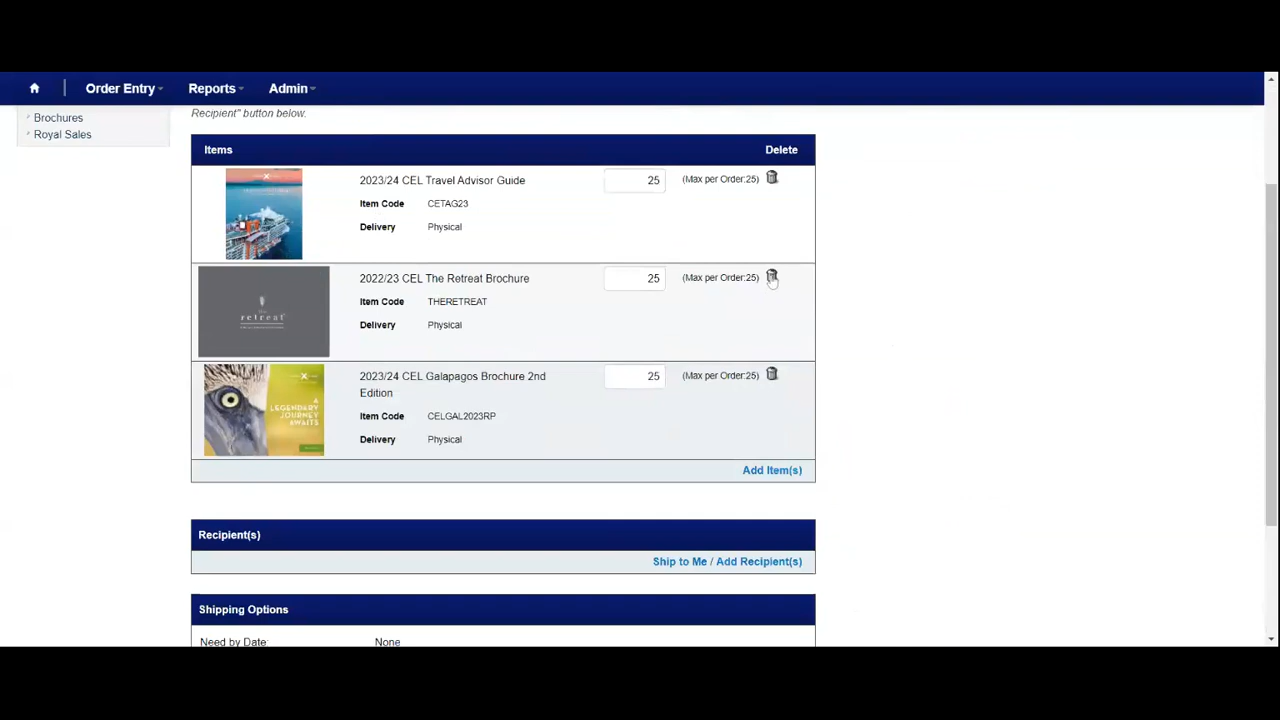 Order Entry
Reports
Admin
Brochures
Royal Sales
Recipient" button below.
Items
Delete
2023/24 CEL Travel Advisor Guide
25
(Max per Order:25)
Item Code
CETAG23
Delivery
Physical
retreat
2022/23 CEL The Retreat Brochure
25
(Max per Order:25)
Item Code
THERETREAT
Delivery
Physical
A
LEGENDARY
JOURNEY
AWAITS
2023/24 CEL Galapagos Brochure 2nd
Edition
25
(Max per Order:25)
Item Code
CELGAL2023RP
Delivery
Physical
Add Item(s)
Recipient(s)
Ship to Me / Add Recipient(s)
Shipping Options
Need by Date:
None